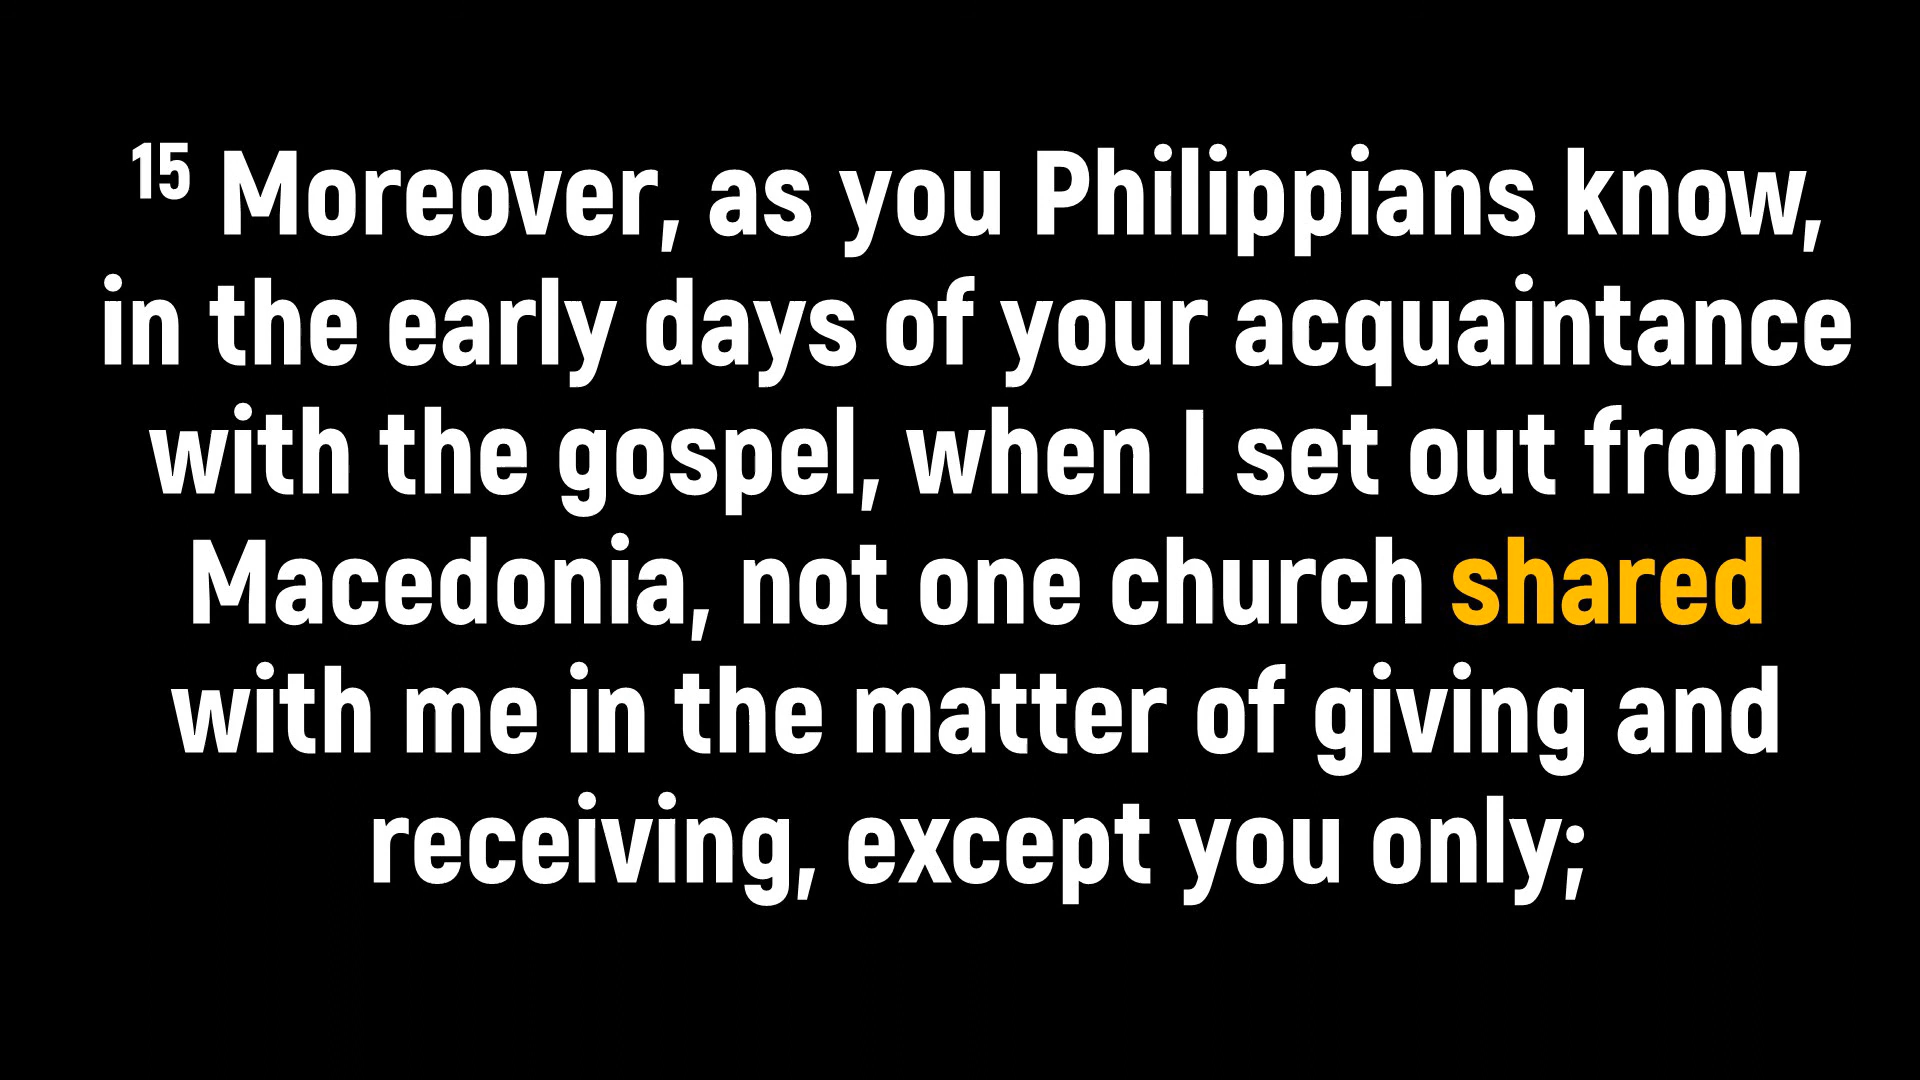 15 Moreover, as you Philippians know,
in the early days of your acquaintance
with the gospel, when I set out from
Macedonia, not one church shared
with me in the matter of giving and
receiving, except you only;